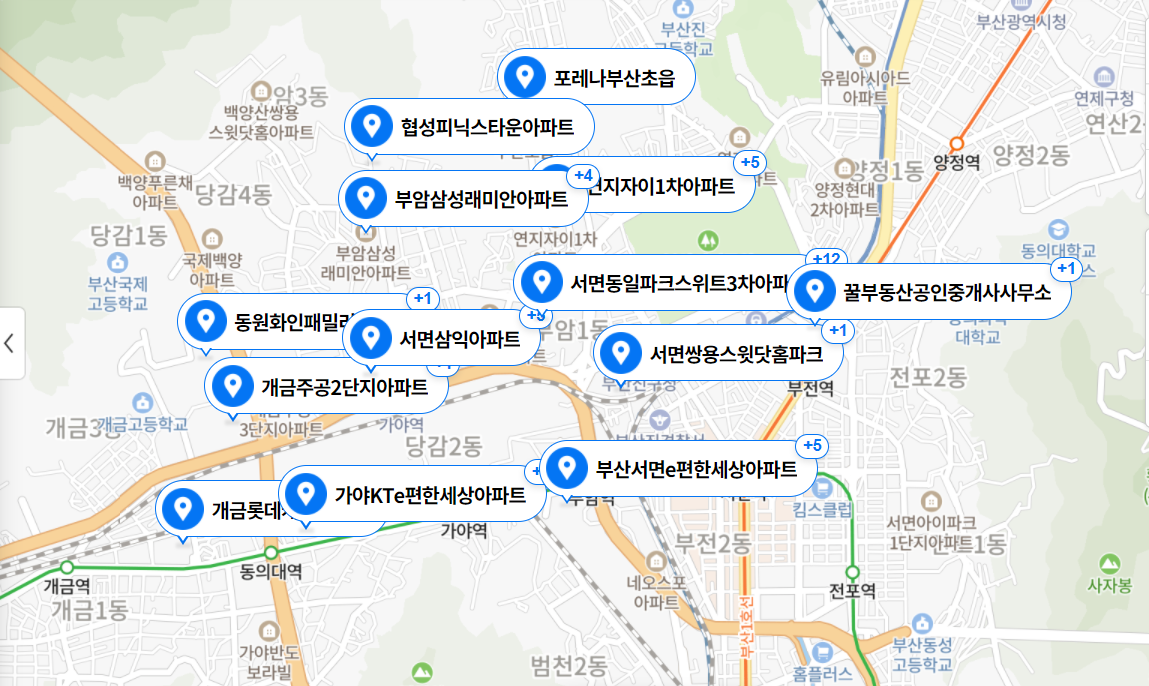 부산광역시청
부산진
고등학교
포레나부산초읍
유림아시아드
아파트
연제구청
암3동
백양산쌍용
스윗닷홈아파트
협성피닉스타운아파트
연산2
양정역
양정2동
+5
연지자이1차아파트
+4
부암삼성래미안아파트
양정1동
양정현대
2차아파트
백양푸른채
아파트
당감4동
당감1동
국제백양
아파트
부암삼성
래미안아파트
연지자이1차
동의대학교
부산국제
고등학교
+12
서면동일파크스위트3차아파
+1
꿀부동산공인중개사사무소
대학교
+1
동원화인패밀리
+9
서면삼익아파트
부암1동
+1
서면쌍용스윗닷홈파크
부전역
전포2동
개금주공2단지아파트
3단지아파트
개금3동
개금고등학교
가야역
당감2동
+5
부산서면e편한세상아파트
개금롯데
가야KTe편한세상아파트
부암역
킴스클럽
서면아이파크
1단지아파트
1동
가야역
부전2동
동의대역
개금역
개금1동
네오스포
아파트
전포역
사자봉
부산1호선
가야반도
보라빌
범천2동
부산동성
고등학교
홈플러스